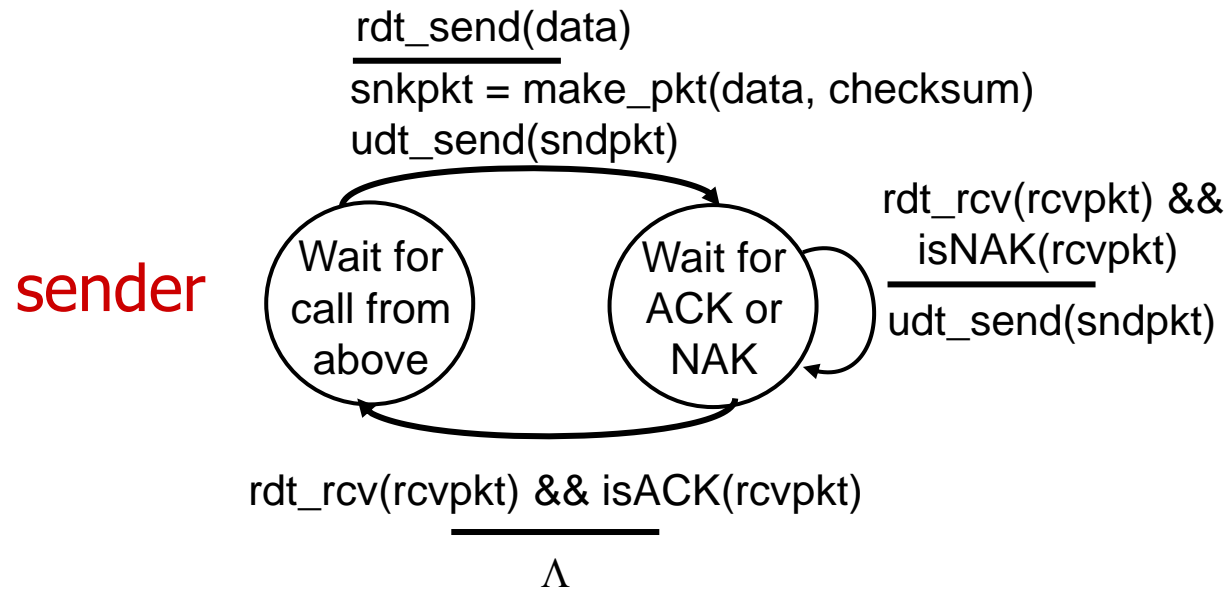 rdt_send(data)
snkpkt = make_pkt(data, checksum)
udt_send(sndpkt)
sender
Wait for
call from
above
Wait for
ACK or
NAK
rdt_rcv(rcvpkt) &&
isNAK(rcvpkt)
udt_send(sndpkt)
rdt_rcv(rcvpkt) && isACK(rcvpkt)
Λ